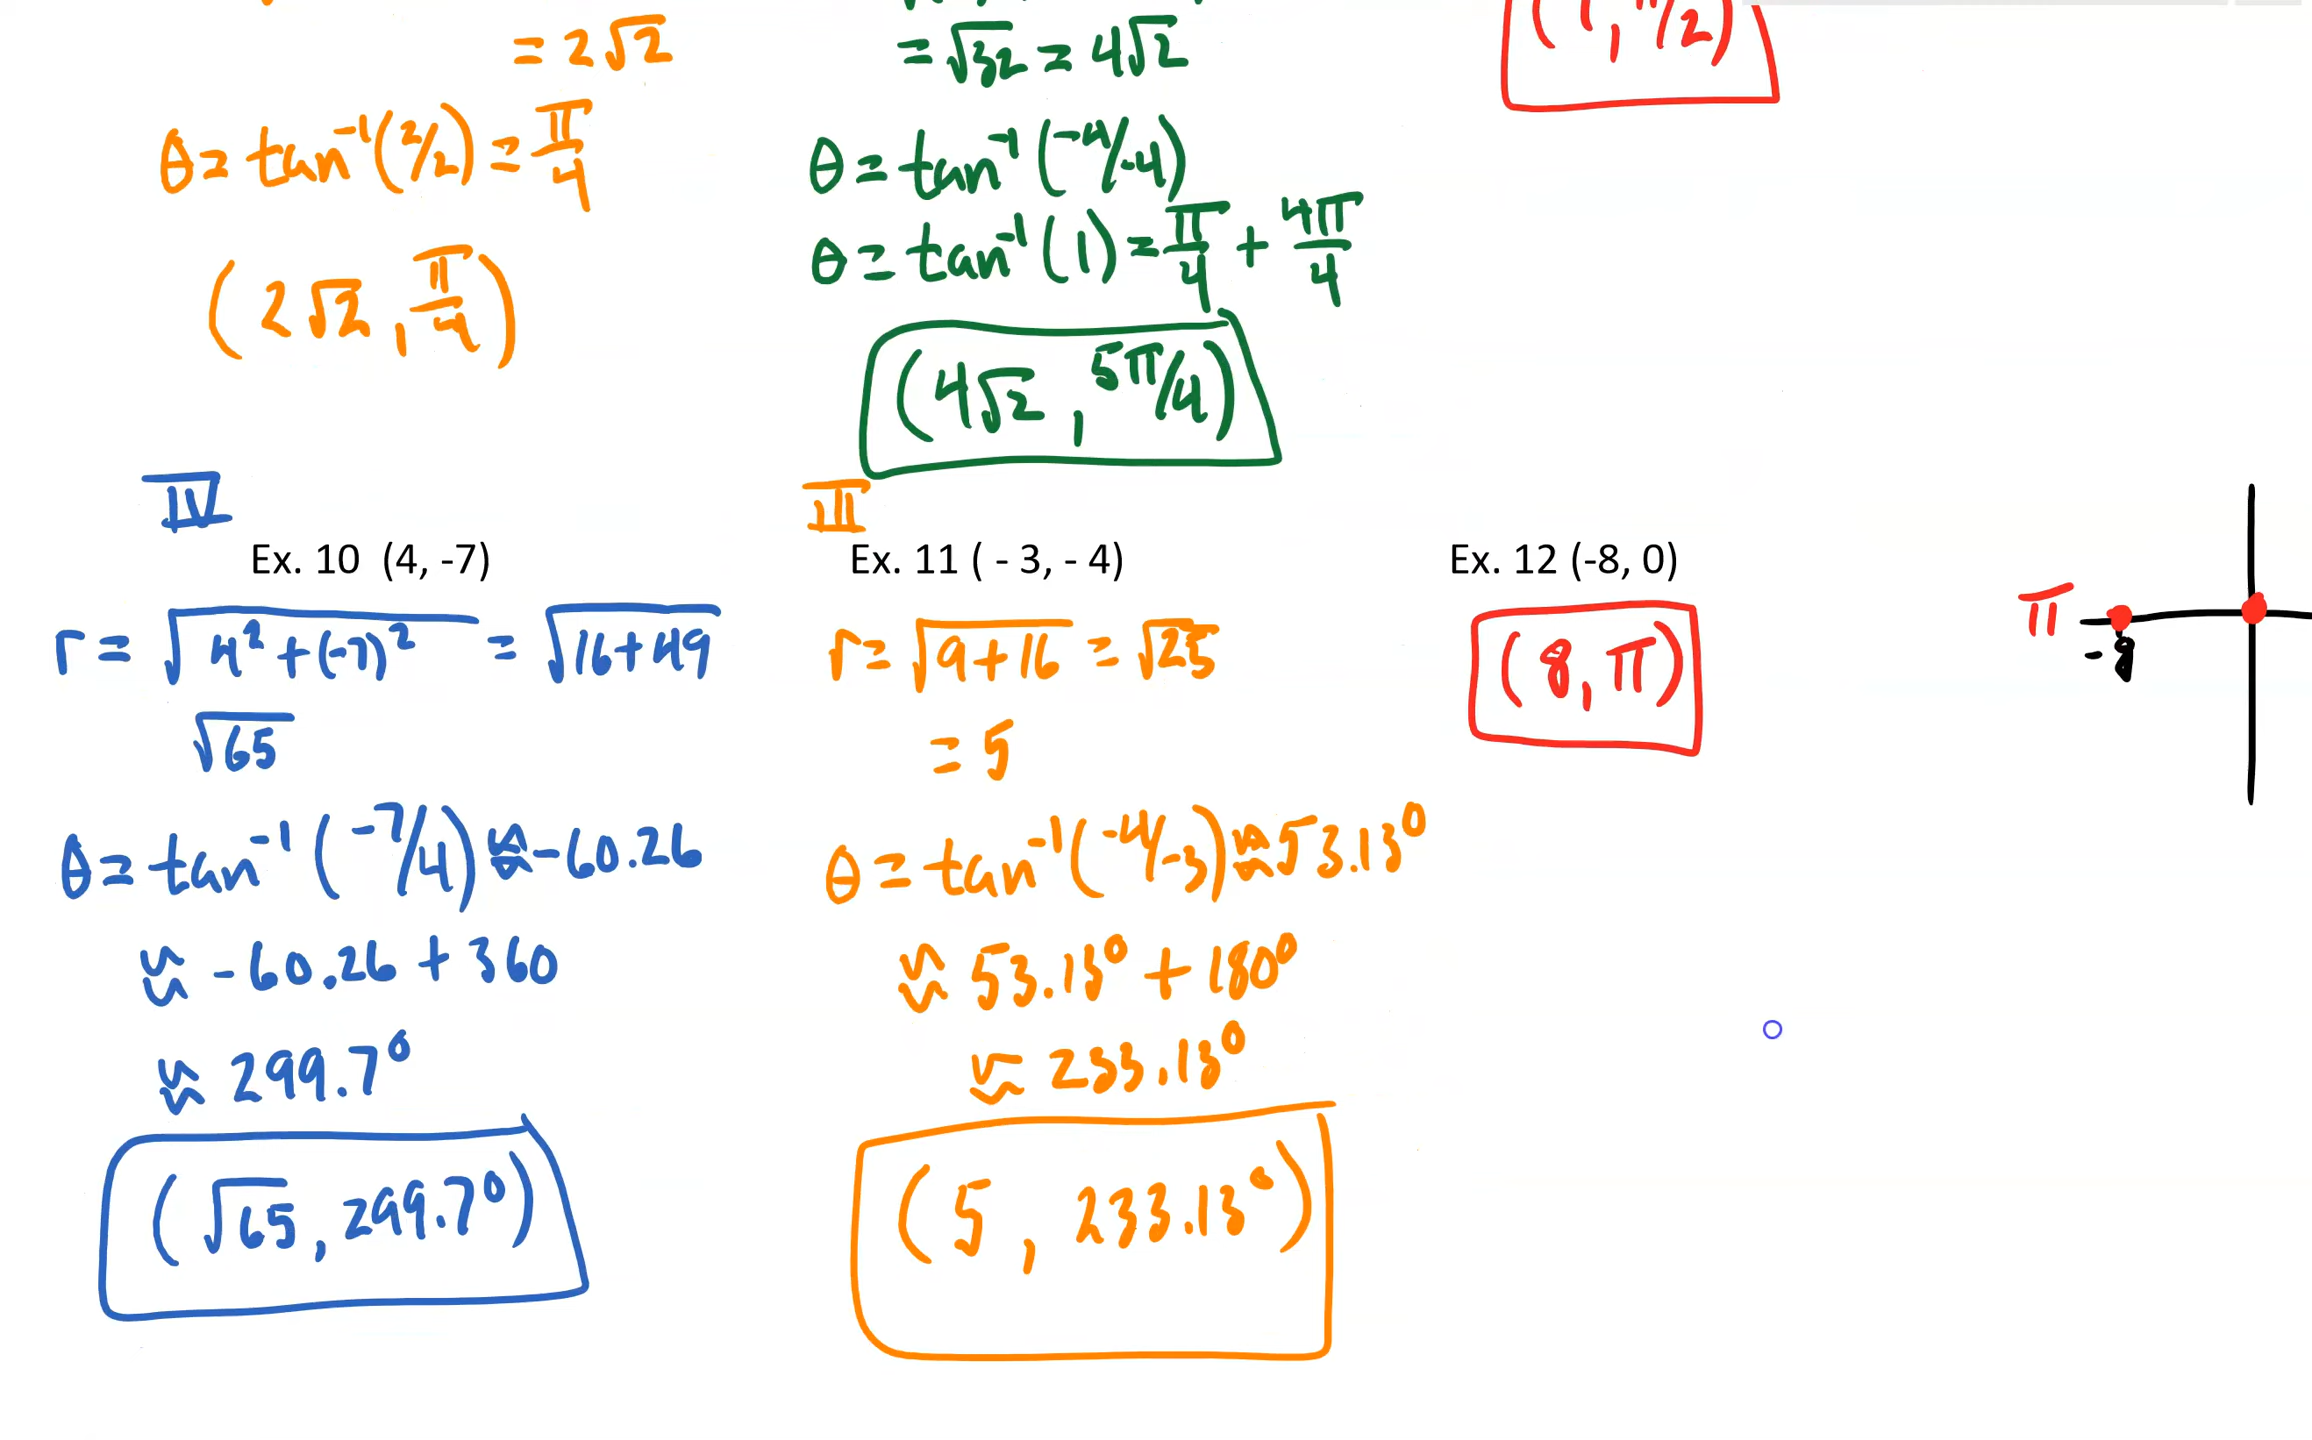 = 2√2
θ = tan⁻¹(2/2) = π/4
(2√2, π/4)
= √32 = 4√2
θ = tan⁻¹(-4/-4)
θ = tan⁻¹(1) = π/4 + 4π/4
(4√2, 5π/4)
(1, π/2)
IV
Ex. 10 (4, -7)
r = √(4² + (-7)²) = √(16+49)
√65
θ = tan⁻¹(-7/4) ≈ -60.26
≈ -60.26 + 360
≈ 299.7°
(√65, 299.7°)
III
Ex. 11 ( - 3, - 4)
r = √(9+16) = √25
= 5
θ = tan⁻¹(-4/-3) ≈ 53.13°
≈ 53.13° + 180°
≈ 233.13°
(5, 233.13°)
Ex. 12 (-8, 0)
(8, π)
π
-8